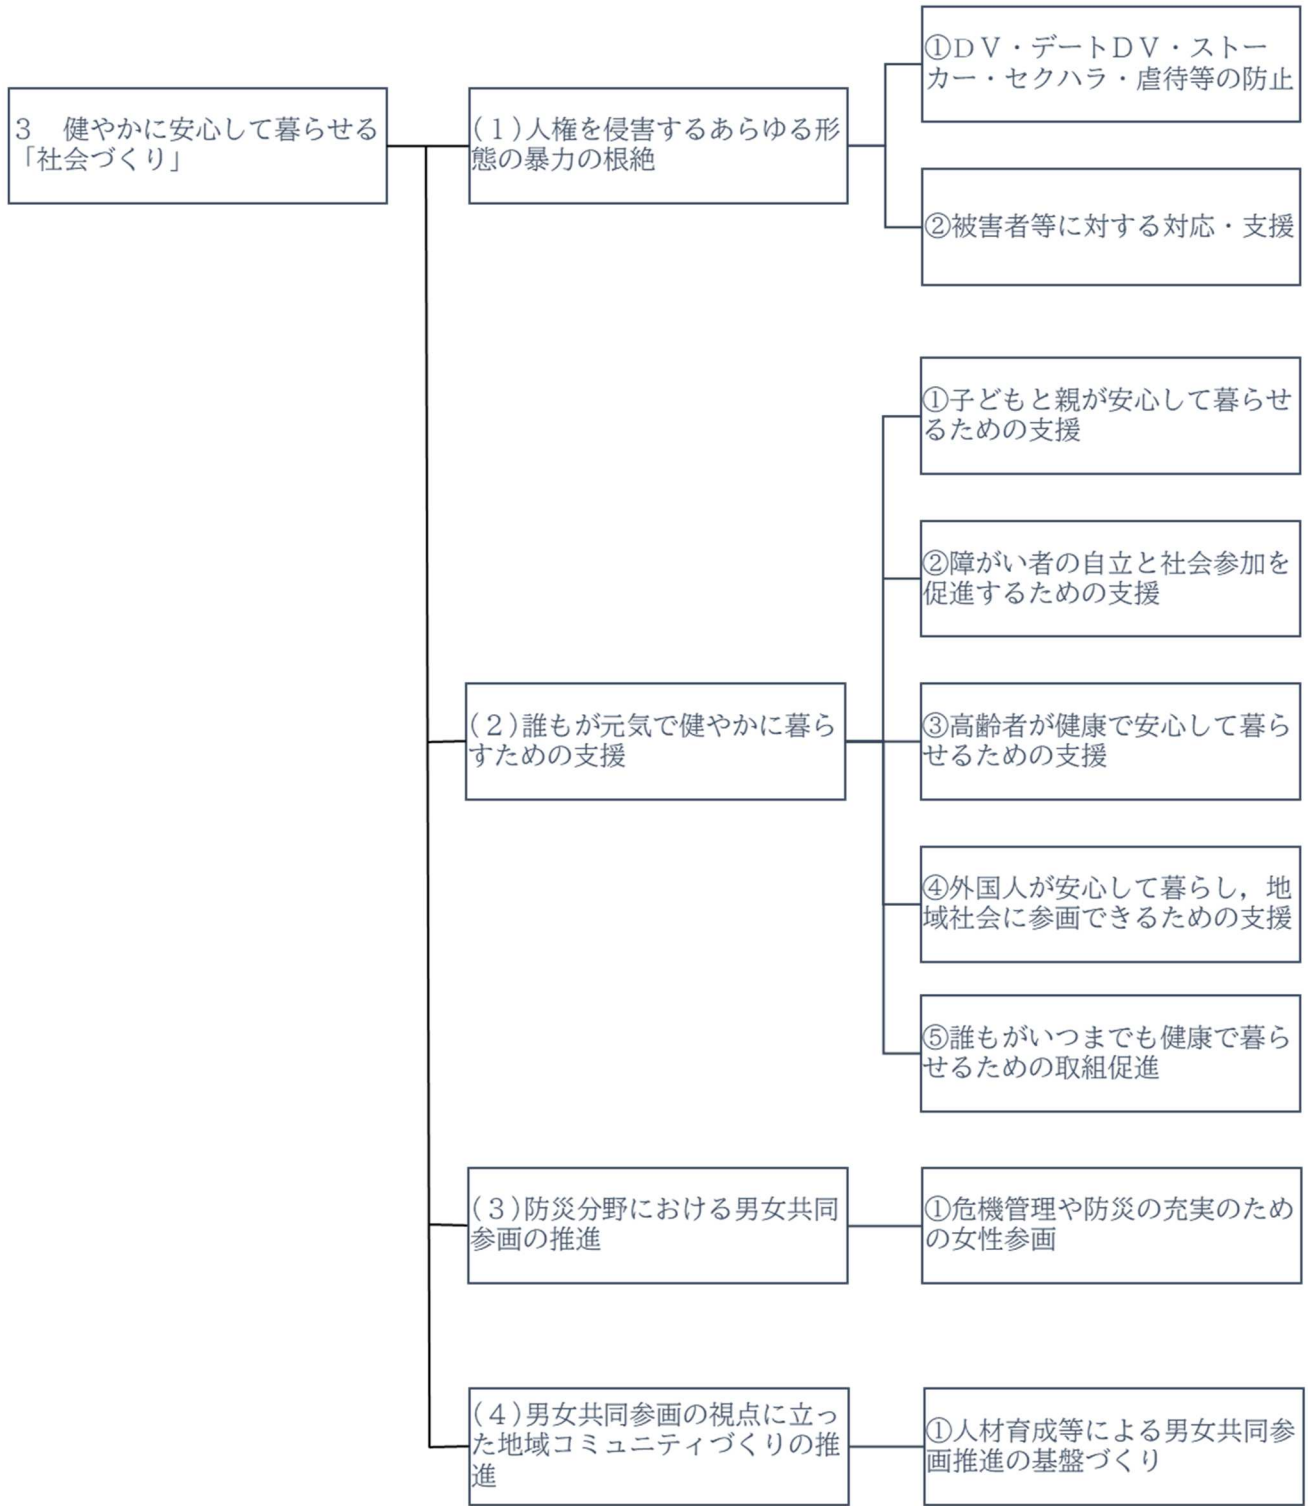 3　健やかに安心して暮らせる
「社会づくり」
(1)人権を侵害するあらゆる形
態の暴力の根絶
①DV・デートDV・ストー
カー・セクハラ・虐待等の防止
②被害者等に対する対応・支援
(2)誰もが元気で健やかに暮ら
すための支援
①子どもと親が安心して暮らせ
るための支援
②障がい者の自立と社会参加を
促進するための支援
③高齢者が健康で安心して暮ら
せるための支援
④外国人が安心して暮らし，地
域社会に参画できるための支援
⑤誰もがいつまでも健康で暮ら
せるための取組促進
(3)防災分野における男女共同
参画の推進
①危機管理や防災の充実のため
の女性参画
(4)男女共同参画の視点に立っ
た地域コミュニティづくりの推
進
①人材育成等による男女共同参
画推進の基盤づくり